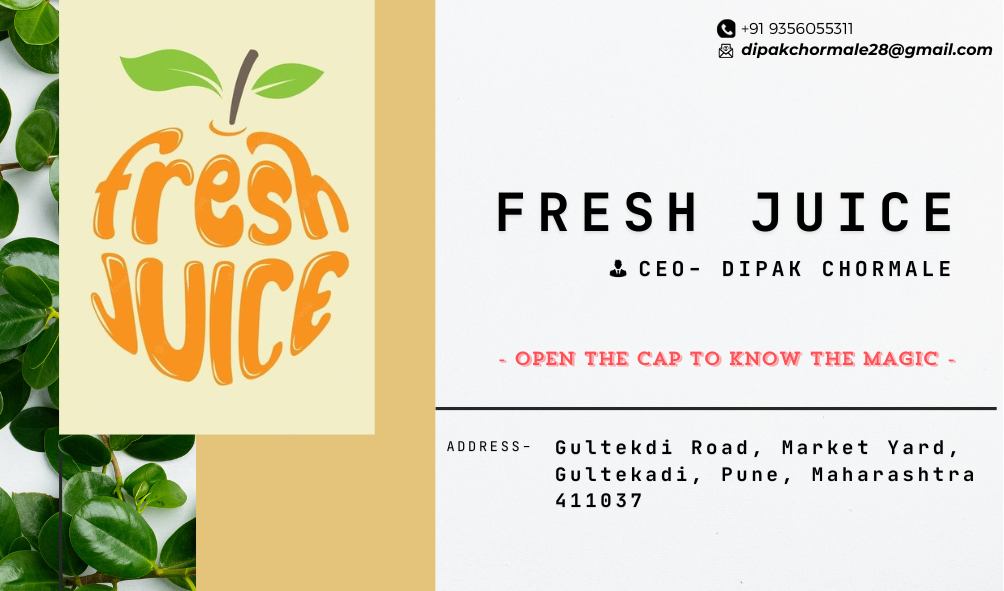 fresh
JUICE
+91 9356055311
dipakchormale28@gmail.com
FRESH JUICE
CEO- DIPAK CHORMALE
- OPEN THE CAP TO KNOW THE MAGIC -
ADDRESS- Gultekdi Road, Market Yard,
Gultekadi, Pune, Maharashtra
411037